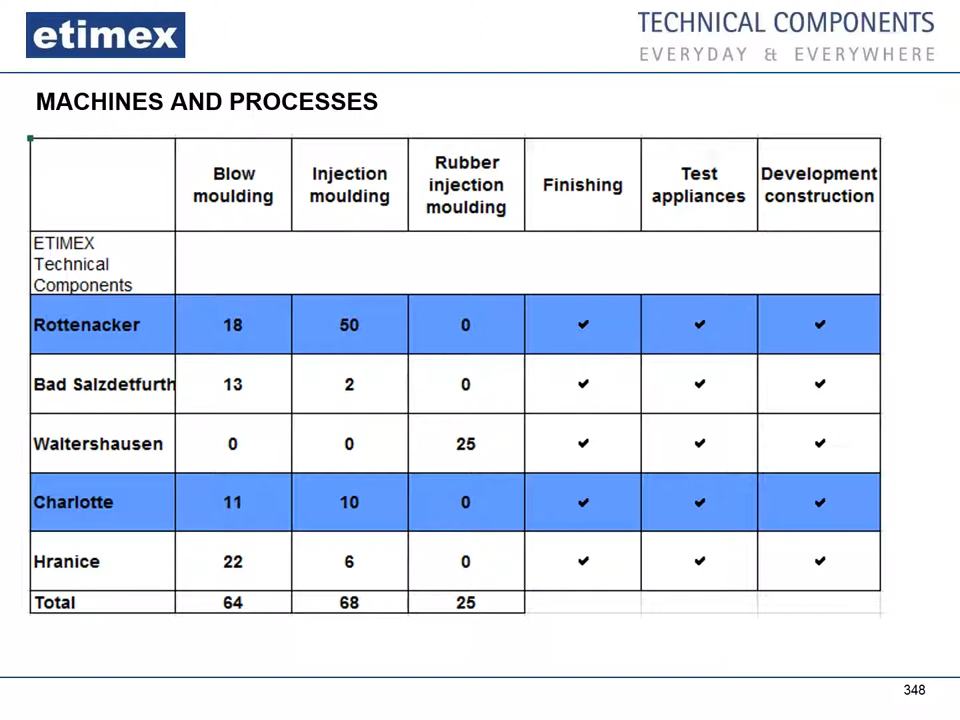 etimex
TECHNICAL COMPONENTS
EVERYDAY & EVERYWHERE
MACHINES AND PROCESSES
Blow moulding Injection moulding Rubber injection moulding Finishing Test appliances Development construction
ETIMEX
Technical
Components
Rottenacker 18 50 0 ✔ ✔ ✔
Bad Salzdetfurth 13 2 0 ✔ ✔ ✔
Waltershausen 0 0 25 ✔ ✔ ✔
Charlotte 11 10 0 ✔ ✔ ✔
Hranice 22 6 0 ✔ ✔ ✔
Total 64 68 25
348